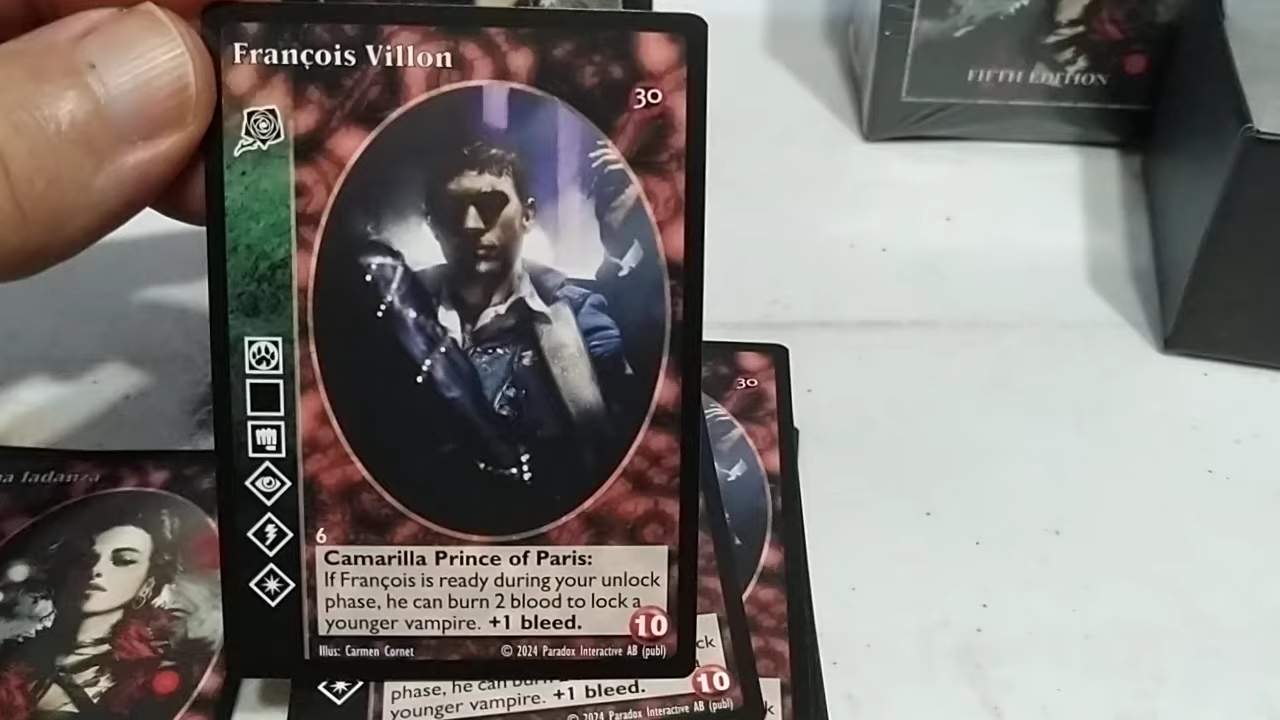 François Villon
30
6
Camarilla Prince of Paris:
If François is ready during your unlock
phase, he can burn 2 blood to lock a
younger vampire. +1 bleed.
10
Illus: Carmen Cornet
© 2024 Paradox Interactive AB (publ)
FIFTH EDITION
30
phase, he can
younger vampire. +1 bleed.
10
2024 Paradox Interactive AB (publ)